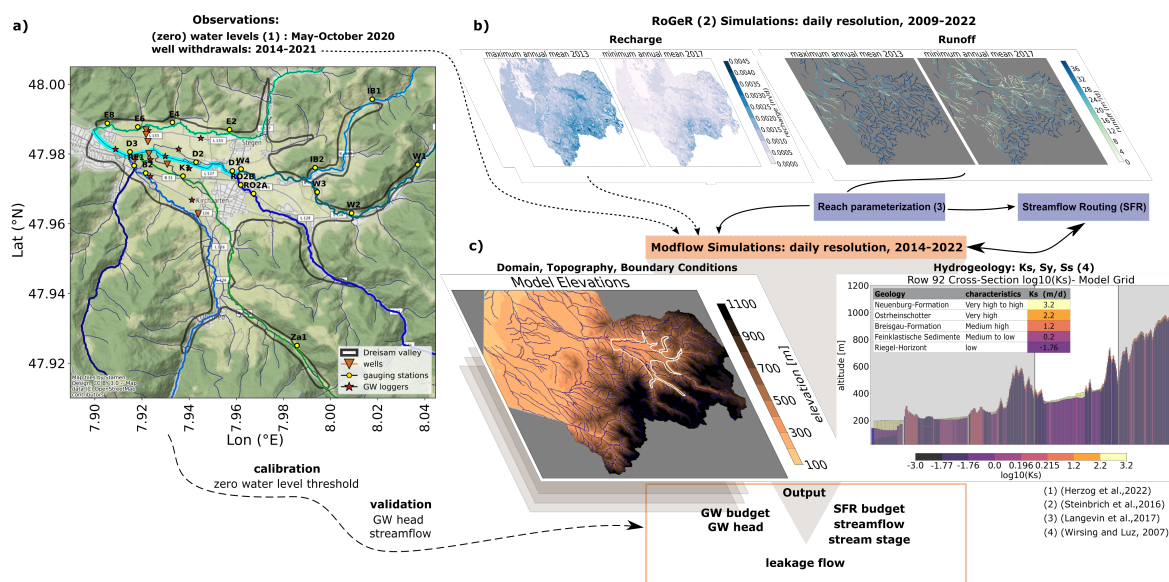 a)
Observations:
(zero) water levels (1) : May-October 2020
well withdrawals: 2014-2021
48.00
47.98
47.96
47.94
47.92
Lat (°N)
7.90
7.92
7.94
7.96
7.98
8.00
8.02
8.04
Lon (°E)
IB1
E8
E6
E4
E2
Stegen
D3
D2
IB2
W1
B2
K1
W4
RO2B
RO2A
W3
W2
Kirchzarten
Za1
Dreisam valley
wells
gauging stations
GW loggers
calibration
zero water level threshold
validation
GW head
streamflow
b)
RoGeR (2) Simulations: daily resolution, 2009-2022
Recharge
Runoff
maximum annual mean 2013
minimum annual mean 2017
0.0045
0.0040
0.0035
0.0030
0.0025
0.0020
0.0015
0.0010
0.0005
0.0000
maximum annual mean 2013
minimum annual mean 2017
36
32
28
24
20
16
12
8
4
0
Reach parameterization (3)
Streamflow Routing (SFR)
Modflow Simulations: daily resolution, 2014-2022
c)
Domain, Topography, Boundary Conditions
Model Elevations
1100
900
700
500
300
100
elevation [m]
Hydrogeology: Ks, Sy, Ss (4)
Row 92 Cross-Section log10(Ks)- Model Grid
Geology characteristics Ks (m/d)
Neuenburg-Formation Very high to high 3.2
Ostrheinschotter Very high 2.2
Breisgau-Formation Medium high 1.2
Feinklastische Sedimente Medium to low 0.2
Riegel-Horizont low -1.76
1200
1000
800
600
400
200
altitude [m]
-3.0 -1.77 -1.76 0.0 0.196 0.215 1.2 2.2 3.2
log10(Ks)
Output
GW budget
GW head
SFR budget
streamflow
stream stage
leakage flow
(1) (Herzog et al.,2022)
(2) (Steinbrich et al.,2016)
(3) (Langevin et al.,2017)
(4) (Wirsing and Luz, 2007)